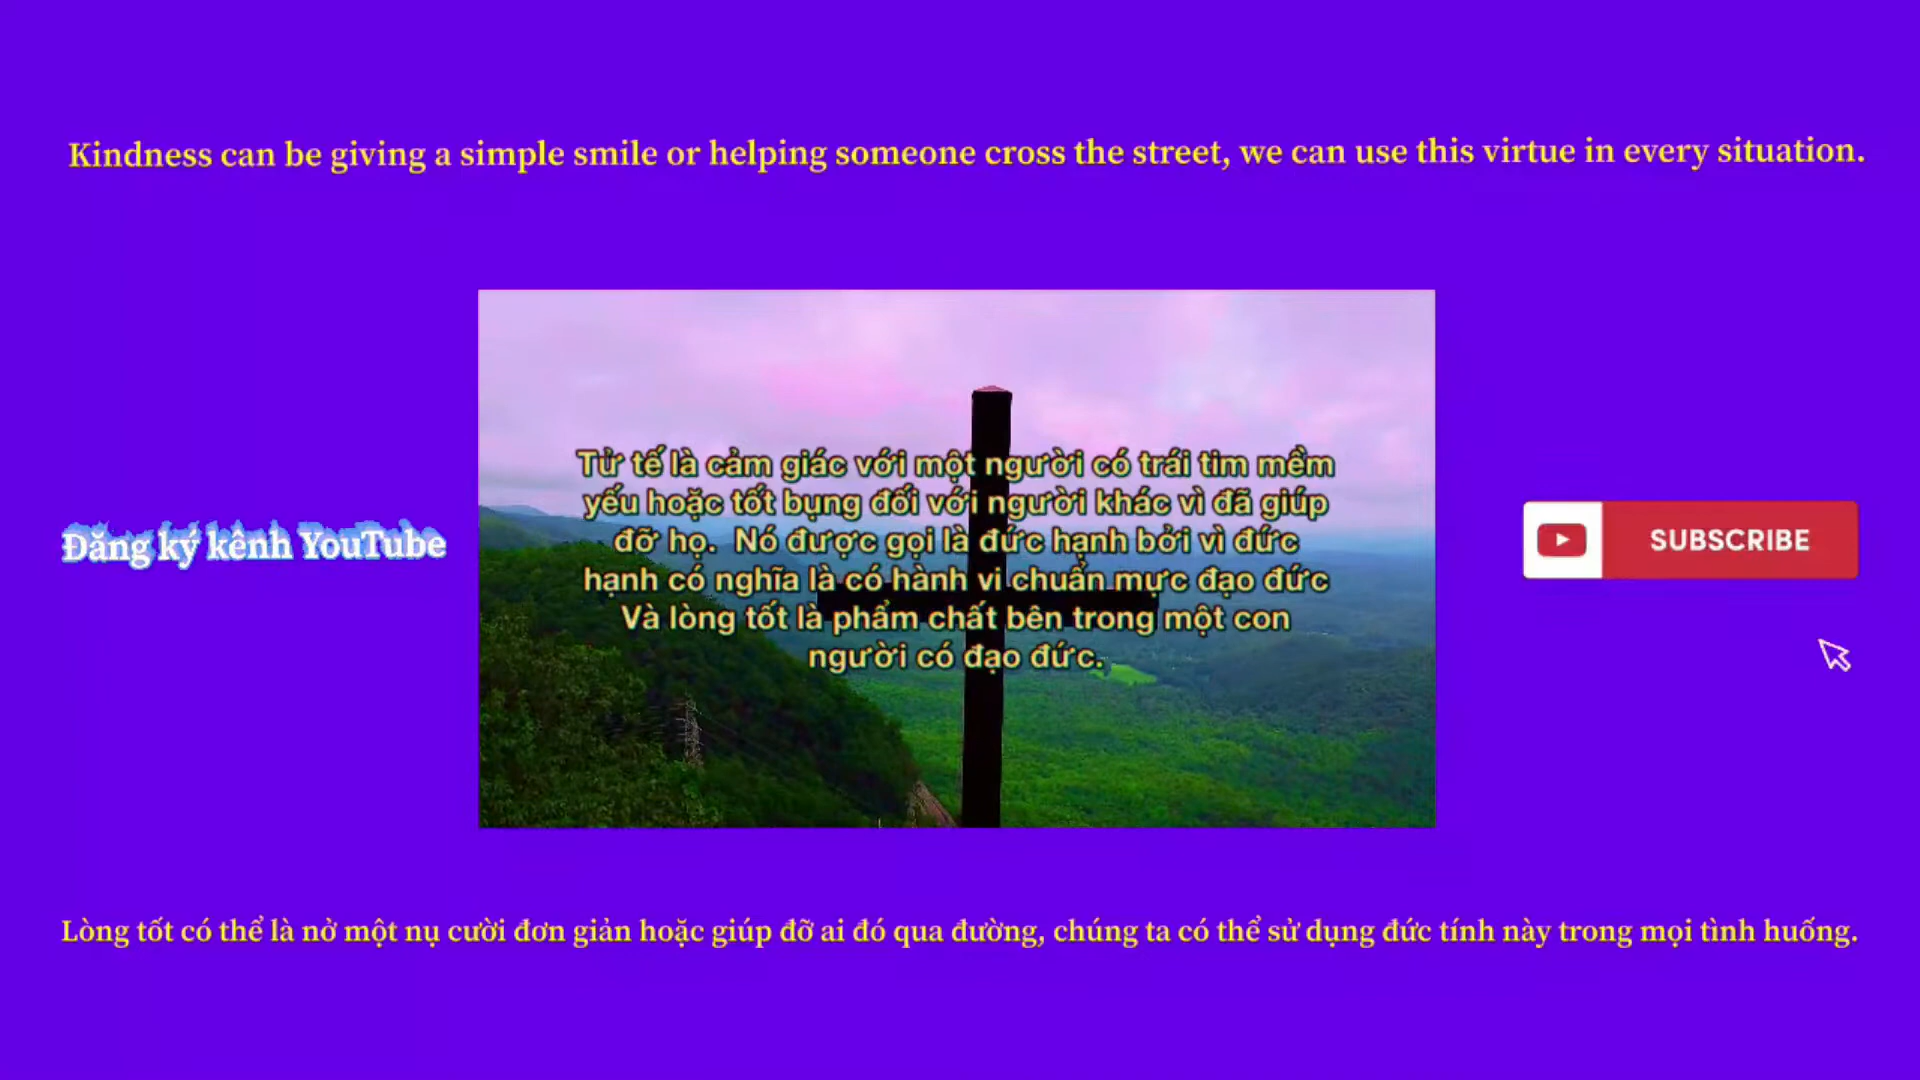 Kindness can be giving a simple smile or helping someone cross the street, we can use this virtue in every situation.
Tử tế là cảm giác với một người có trái tim mềm
yếu hoặc tốt bụng đối với người khác vì đã giúp
đỡ họ. Nó được gọi là đức hạnh bởi vì đức
hạnh có nghĩa là có hành vi chuẩn mực đạo đức
Và lòng tốt là phẩm chất bên trong một con
người có đạo đức.
Đăng ký kênh YouTube
SUBSCRIBE
Lòng tốt có thể là nở một nụ cười đơn giản hoặc giúp đỡ ai đó qua đường, chúng ta có thể sử dụng đức tính này trong mọi tình huống.